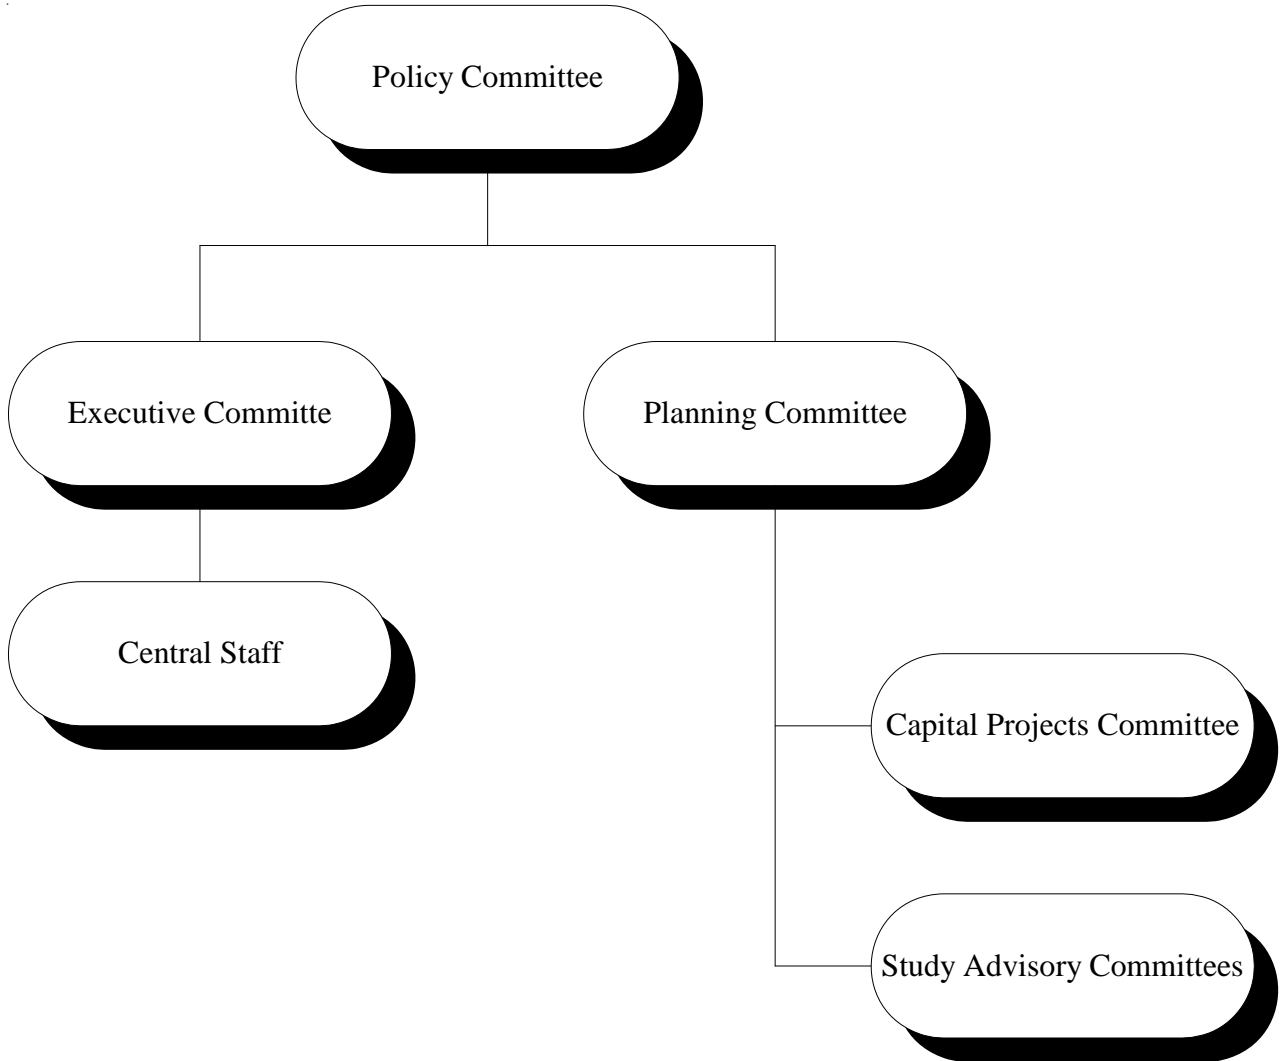 Policy Committee
Executive Committe
Planning Committee
Central Staff
Capital Projects Committee
Study Advisory Committees